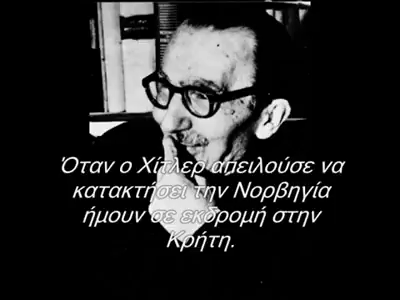 Όταν ο Χίτλερ απειλούσε να
κατακτήσει την Νορβηγία
ήμουν σε εκδρομή στην
Κρήτη.